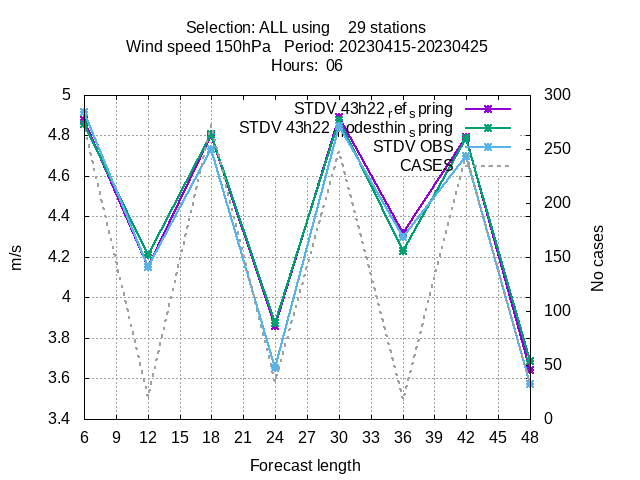 Selection: ALL using 29 stations
Wind speed 150hPa Period: 20230415-20230425
Hours: 06
STDV 43h22_ref_spring
STDV 43h22_nodesthin_spring
STDV OBS
CASES
5
4.8
4.6
4.4
4.2
4
3.8
3.6
3.4
m/s
300
250
200
150
100
50
0
No cases
6 9 12 15 18 21 24 27 30 33 36 39 42 45 48
Forecast length